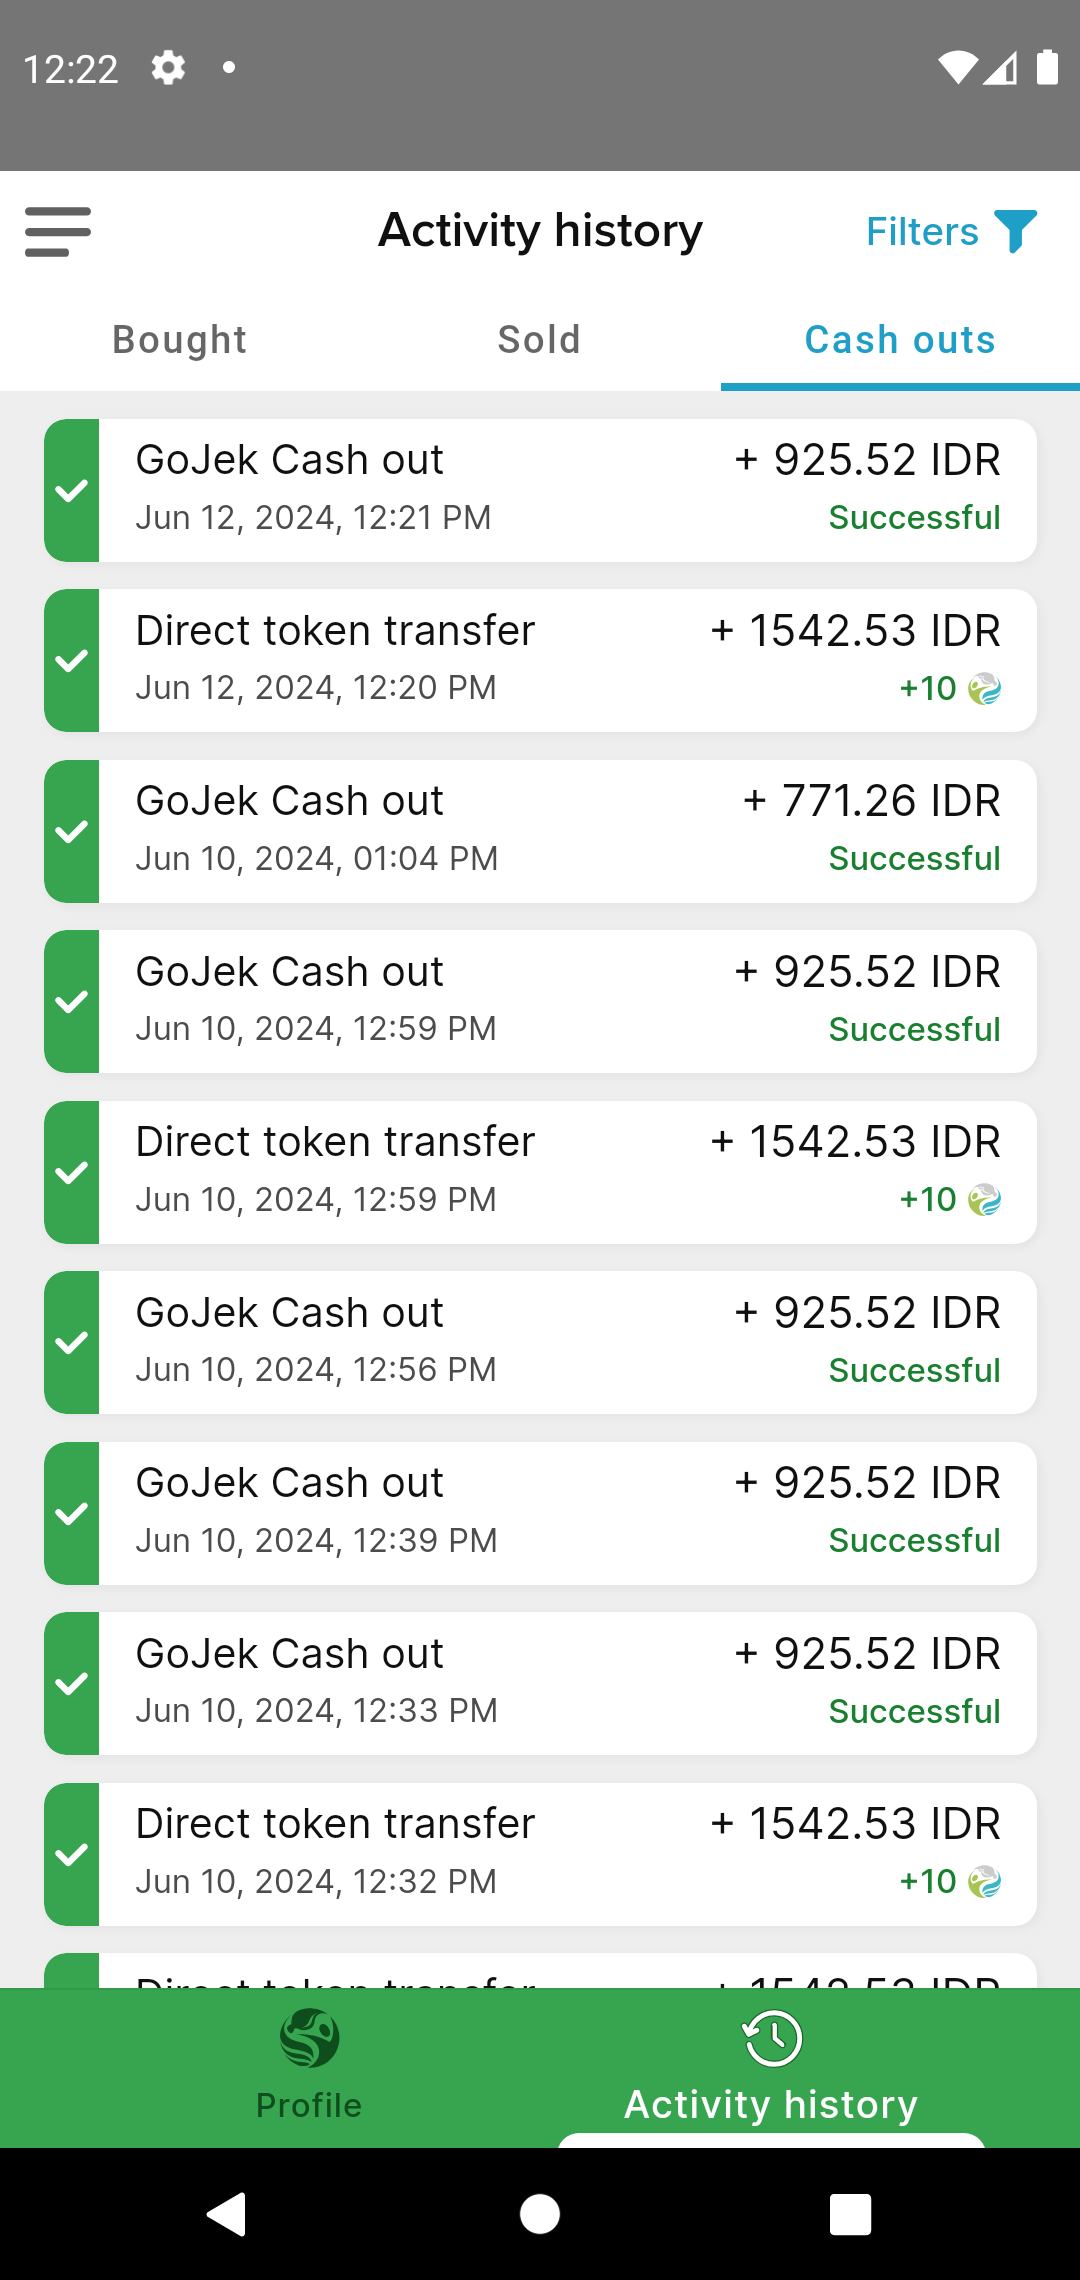 12:22
Activity history
Filters
Bought
Sold
Cash outs
GoJek Cash out
+ 925.52 IDR
Jun 12, 2024, 12:21 PM
Successful
Direct token transfer
+ 1542.53 IDR
Jun 12, 2024, 12:20 PM
+10
GoJek Cash out
+ 771.26 IDR
Jun 10, 2024, 01:04 PM
Successful
GoJek Cash out
+ 925.52 IDR
Jun 10, 2024, 12:59 PM
Successful
Direct token transfer
+ 1542.53 IDR
Jun 10, 2024, 12:59 PM
+10
GoJek Cash out
+ 925.52 IDR
Jun 10, 2024, 12:56 PM
Successful
GoJek Cash out
+ 925.52 IDR
Jun 10, 2024, 12:39 PM
Successful
GoJek Cash out
+ 925.52 IDR
Jun 10, 2024, 12:33 PM
Successful
Direct token transfer
+ 1542.53 IDR
Jun 10, 2024, 12:32 PM
+10
Direct token transfer
+ 1542.53 IDR
Profile
Activity history